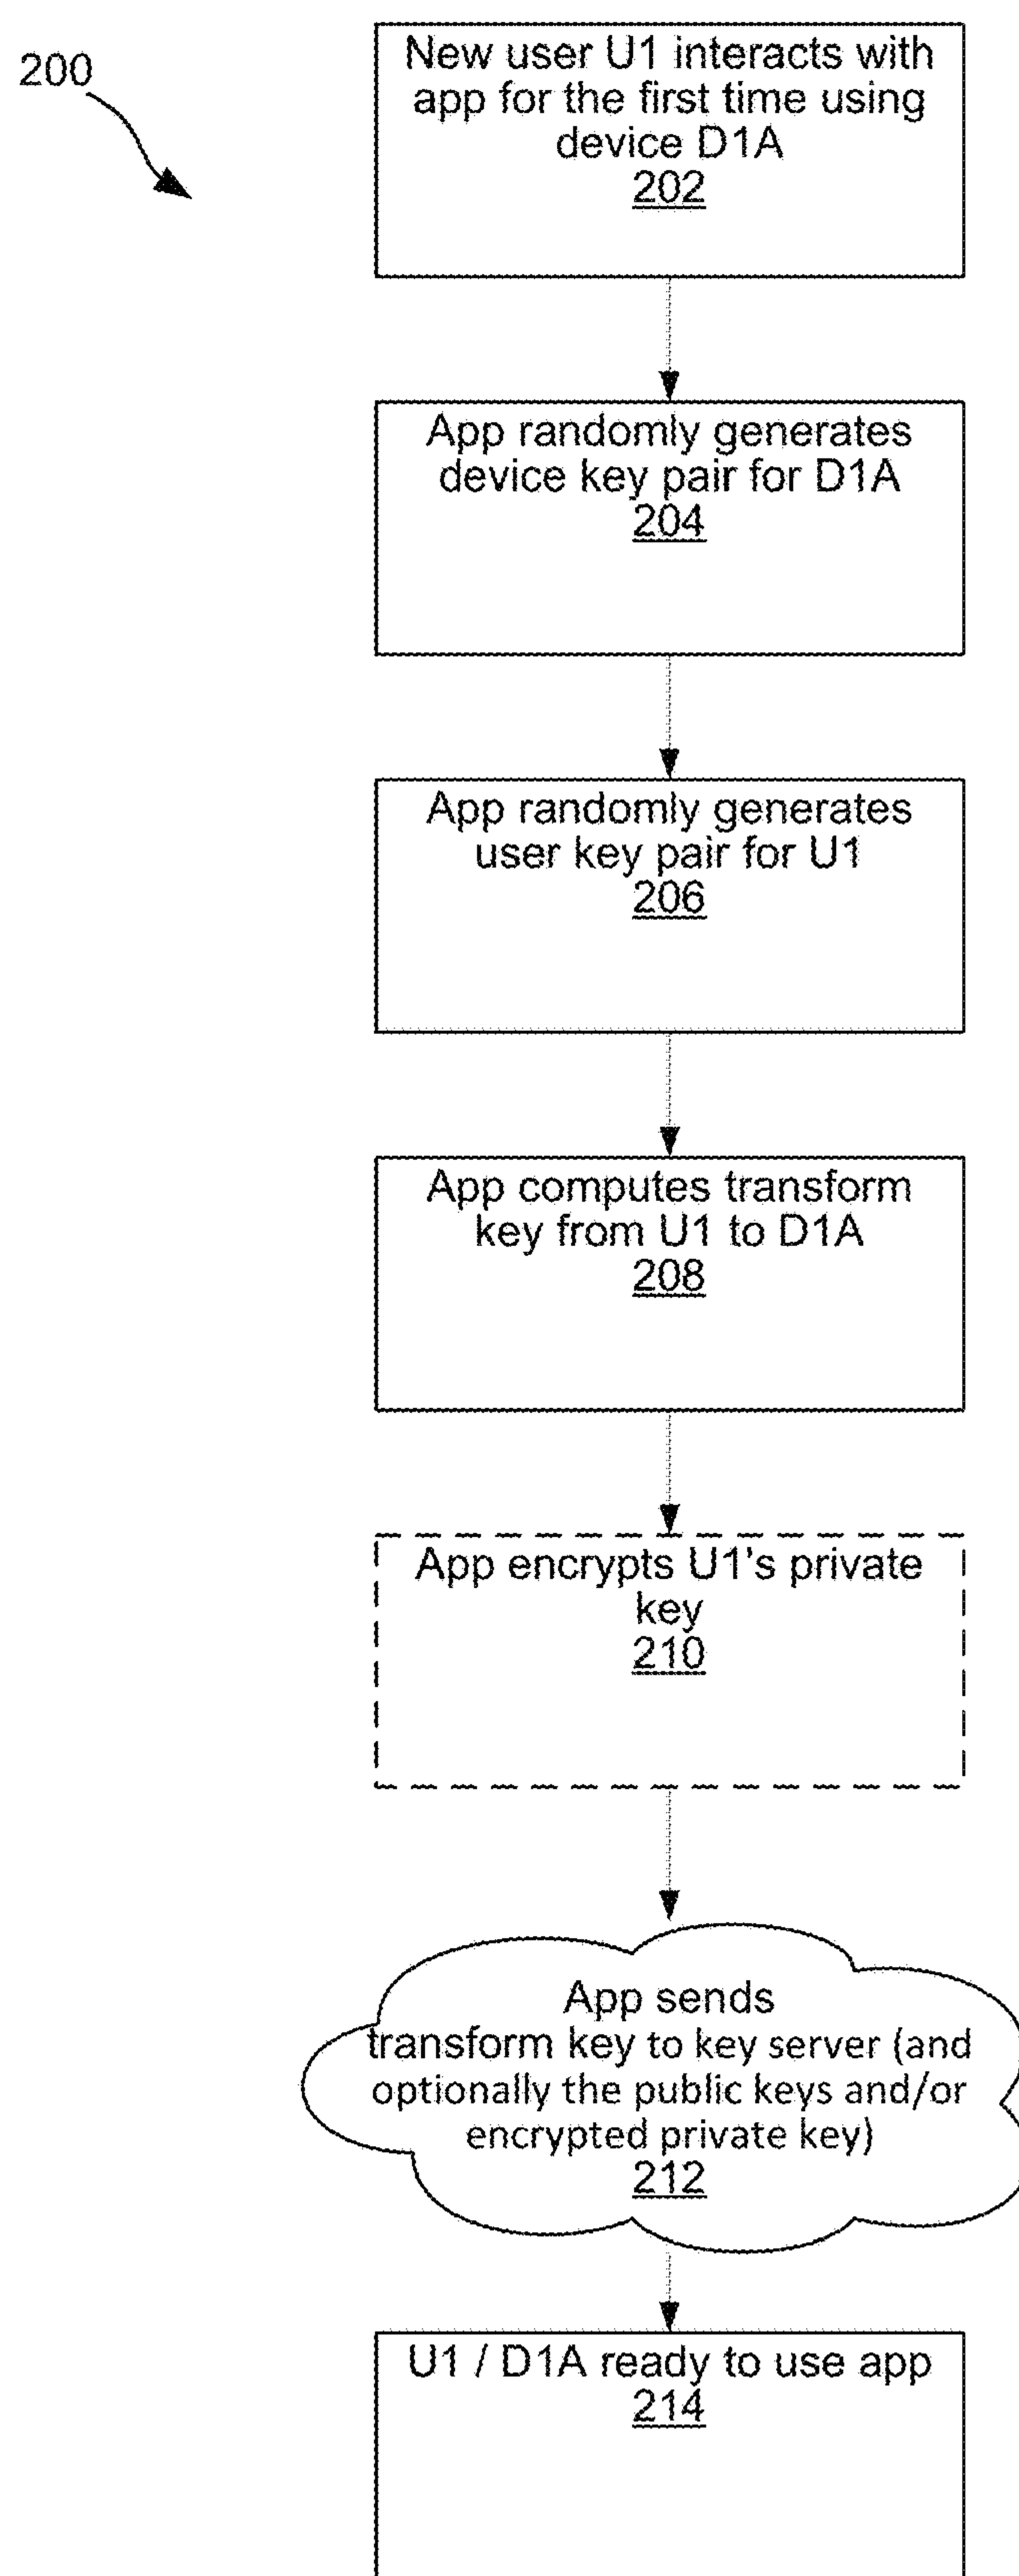 200
New user U1 interacts with
app for the first time using
device D1A
202
App randomly generates
device key pair for D1A
204
App randomly generates
user key pair for U1
206
App computes transform
key from U1 to D1A
208
App encrypts U1's private
key
210
App sends
transform key to key server (and
optionally the public keys and/or
encrypted private key)
212
U1 / D1A ready to use app
214